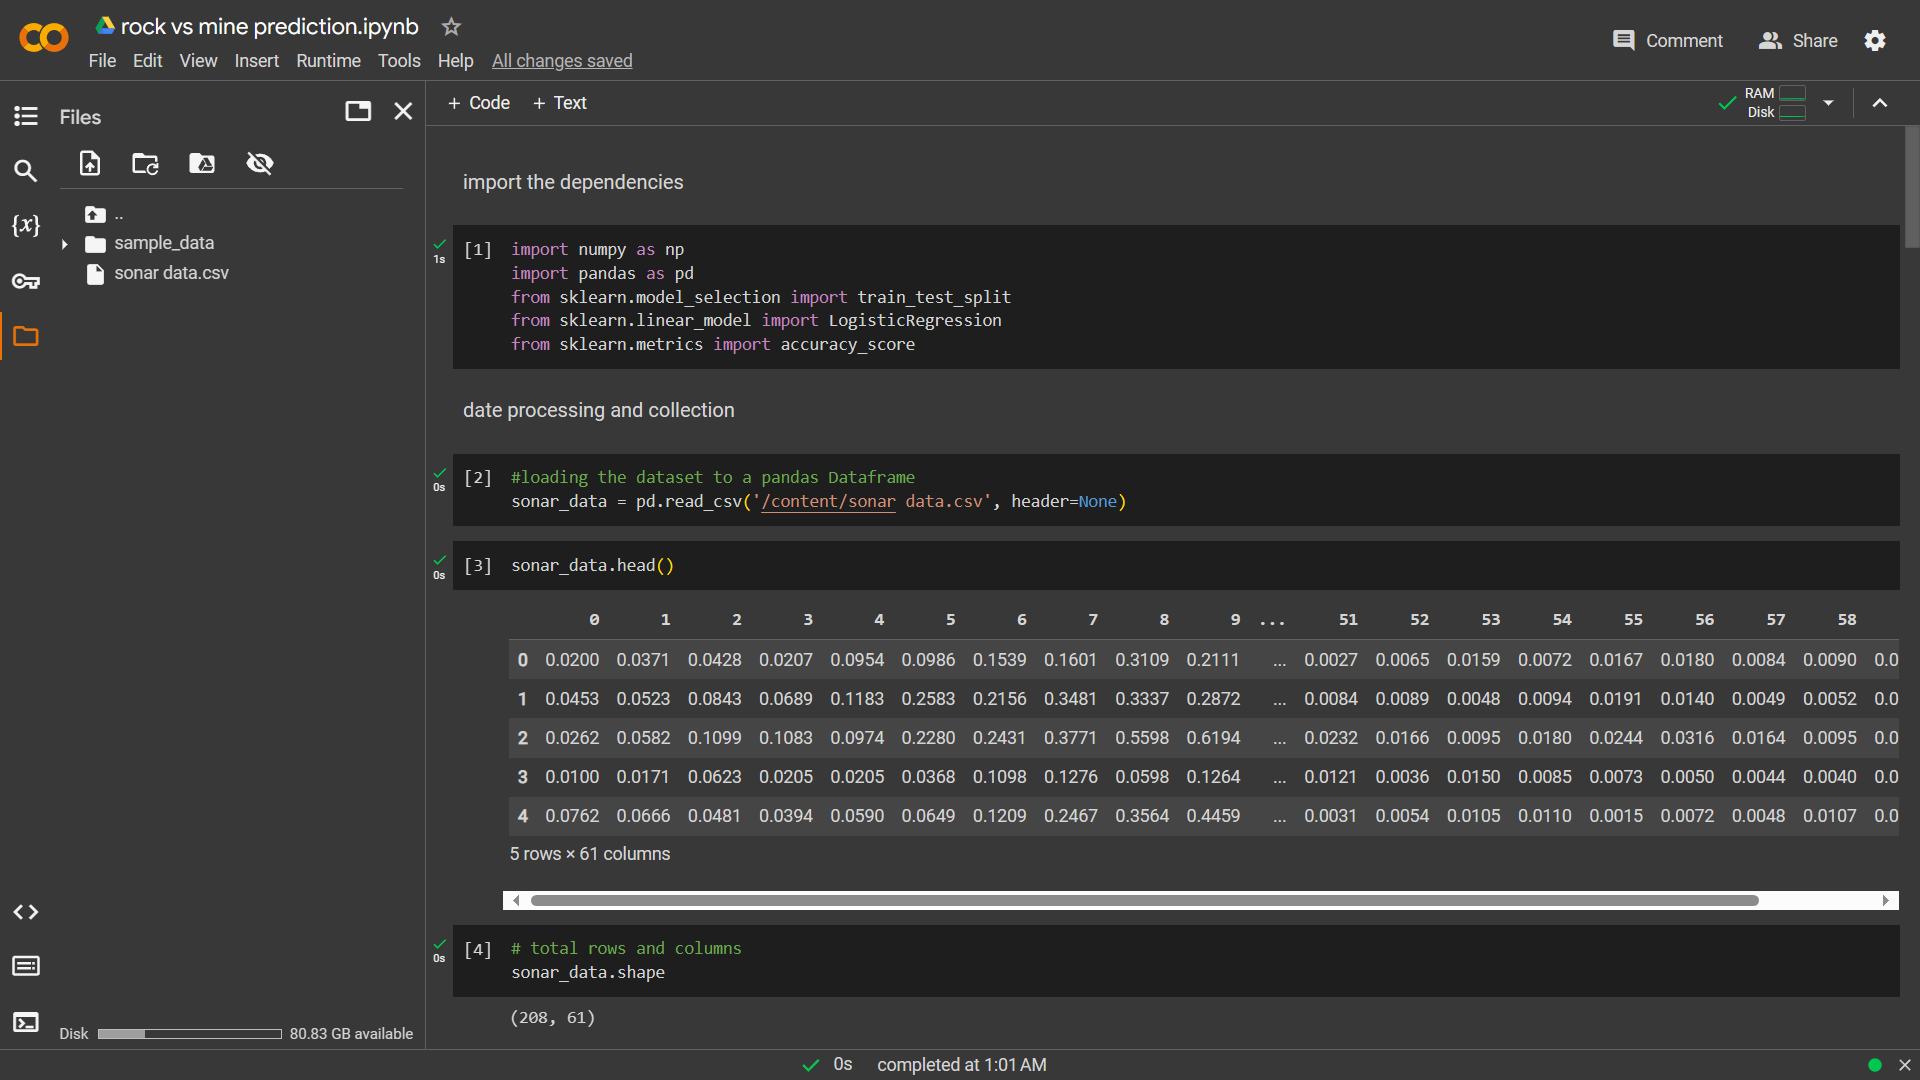 rock vs mine prediction.ipynb
File Edit View Insert Runtime Tools Help All changes saved
Comment Share
Files
+ Code + Text
RAM
Disk
..
sample_data
sonar data.csv
{x}
import the dependencies
1s
[1] import numpy as np
import pandas as pd
from sklearn.model_selection import train_test_split
from sklearn.linear_model import LogisticRegression
from sklearn.metrics import accuracy_score
date processing and collection
0s
[2] #loading the dataset to a pandas Dataframe
sonar_data = pd.read_csv('/content/sonar data.csv', header=None)
0s
[3] sonar_data.head()
0 1 2 3 4 5 6 7 8 9 ... 51 52 53 54 55 56 57 58
0 0.0200 0.0371 0.0428 0.0207 0.0954 0.0986 0.1539 0.1601 0.3109 0.2111 ... 0.0027 0.0065 0.0159 0.0072 0.0167 0.0180 0.0084 0.0090 0.0
1 0.0453 0.0523 0.0843 0.0689 0.1183 0.2583 0.2156 0.3481 0.3337 0.2872 ... 0.0084 0.0089 0.0048 0.0094 0.0191 0.0140 0.0049 0.0052 0.0
2 0.0262 0.0582 0.1099 0.1083 0.0974 0.2280 0.2431 0.3771 0.5598 0.6194 ... 0.0232 0.0166 0.0095 0.0180 0.0244 0.0316 0.0164 0.0095 0.0
3 0.0100 0.0171 0.0623 0.0205 0.0205 0.0368 0.1098 0.1276 0.0598 0.1264 ... 0.0121 0.0036 0.0150 0.0085 0.0073 0.0050 0.0044 0.0040 0.0
4 0.0762 0.0666 0.0481 0.0394 0.0590 0.0649 0.1209 0.2467 0.3564 0.4459 ... 0.0031 0.0054 0.0105 0.0110 0.0015 0.0072 0.0048 0.0107 0.0
5 rows × 61 columns
0s
[4] # total rows and columns
sonar_data.shape
(208, 61)
Disk 80.83 GB available
0s completed at 1:01 AM